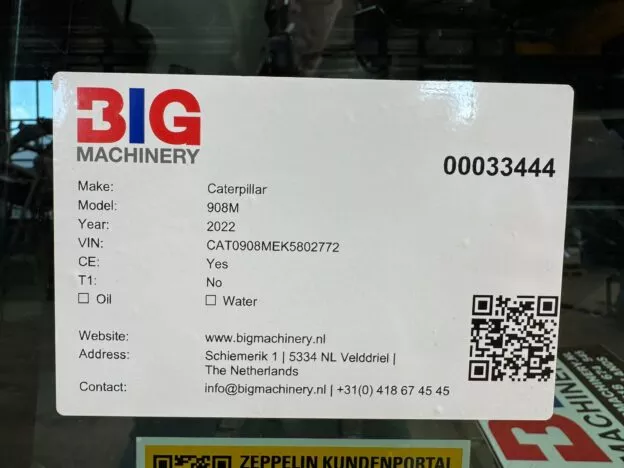 BIG
MACHINERY
00033444
Make: Caterpillar
Model: 908M
Year: 2022
VIN: CAT0908MEK5802772
CE: Yes
T1: No
☐ Oil ☐ Water
Website: www.bigmachinery.nl
Address: Schiemerik 1 | 5334 NL Velddriel |
The Netherlands
Contact: info@bigmachinery.nl | +31(0) 418 67 45 45
ZEPPELIN KUNDENPORTAL